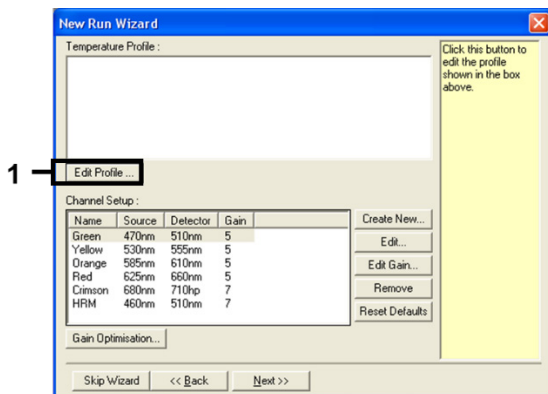 New Run Wizard
Temperature Profile :
Click this button to
edit the profile
shown in the box
above.
1
Edit Profile ...
Channel Setup :
Name Source Detector Gain
Green 470nm 510nm 5
Yellow 530nm 555nm 5
Orange 585nm 610nm 5
Red 625nm 660nm 5
Crimson 680nm 710hp 7
HRM 460nm 510nm 7
Create New...
Edit...
Edit Gain...
Remove
Reset Defaults
Gain Optimisation...
Skip Wizard
<< Back
Next >>